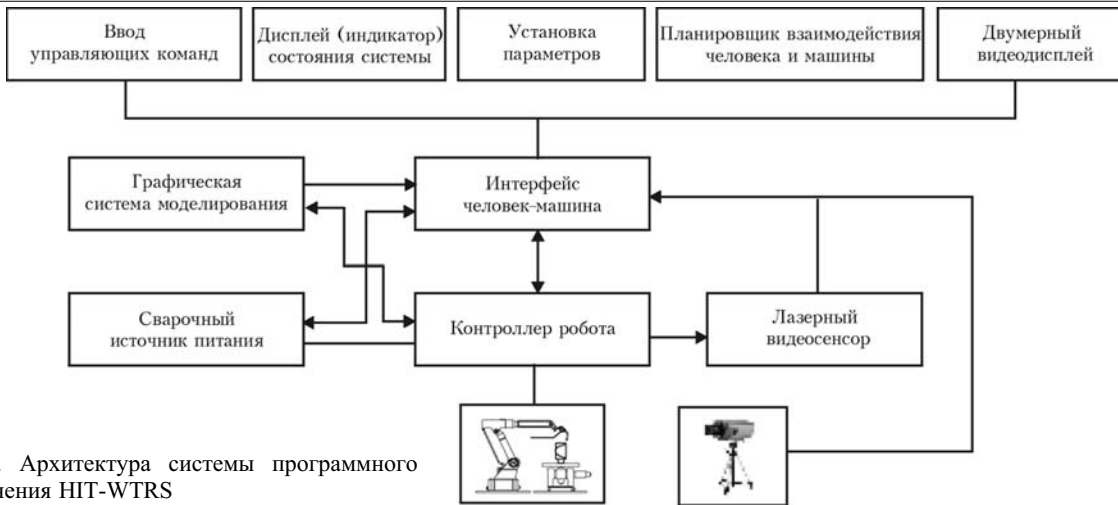 Ввод
управляющих команд
Дисплей (индикатор)
состояния системы
Установка
параметров
Планировщик взаимодействия
человека и машины
Двумерный
видеодисплей
Графическая
система моделирования
Интерфейс
человек-машина
Сварочный
источник питания
Контроллер робота
Лазерный
видеосенсор
Архитектура системы программного
HIT-WTRS